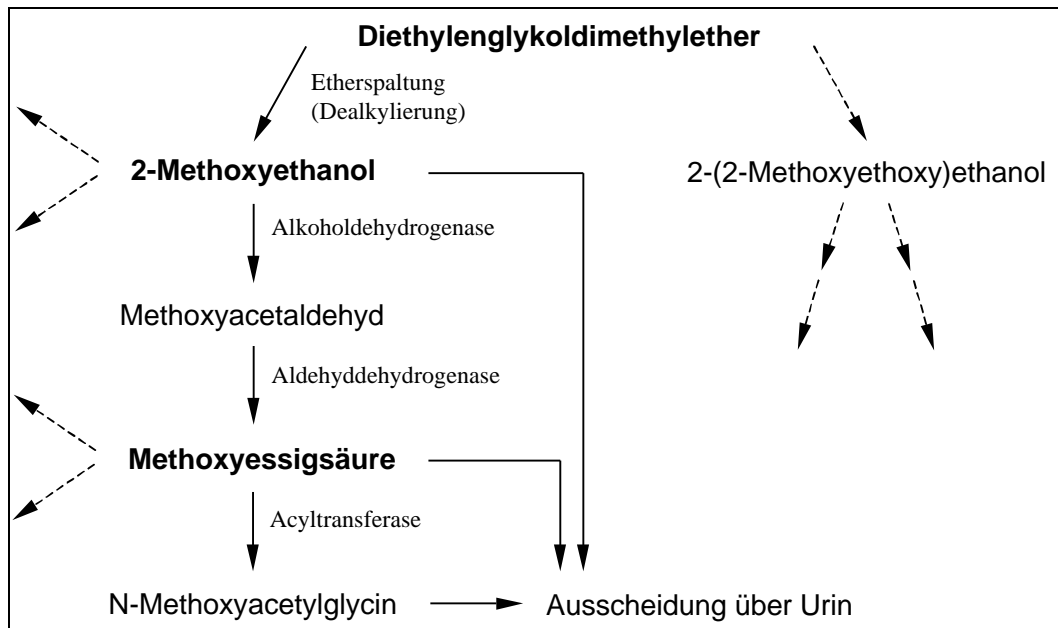 Diethylenglykoldimethylether
Etherspaltung
(Dealkylierung)
2-Methoxyethanol
2-(2-Methoxyethoxy)ethanol
Alkoholdehydrogenase
Methoxyacetaldehyd
Aldehyddehydrogenase
Methoxyessigsäure
Acyltransferase
N-Methoxyacetylglycin
Ausscheidung über Urin